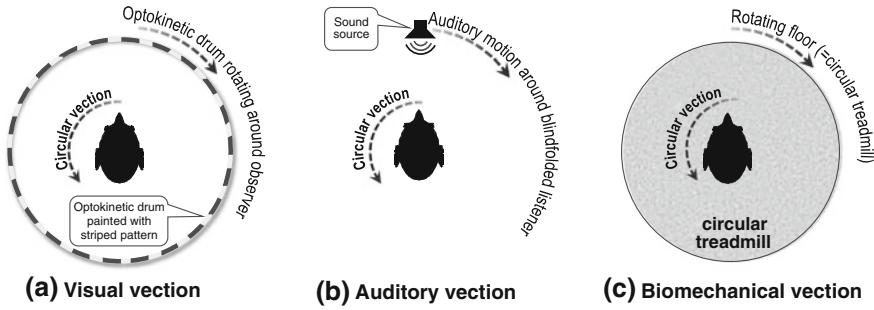 Optokinetic drum rotating around observer
Circular vection
Optokinetic drum
painted with
striped pattern
(a) Visual vection
Sound
source
Auditory motion around blindfolded listener
Circular vection
(b) Auditory vection
Rotating floor (=circular treadmill)
Circular vection
circular
treadmill
(c) Biomechanical vection